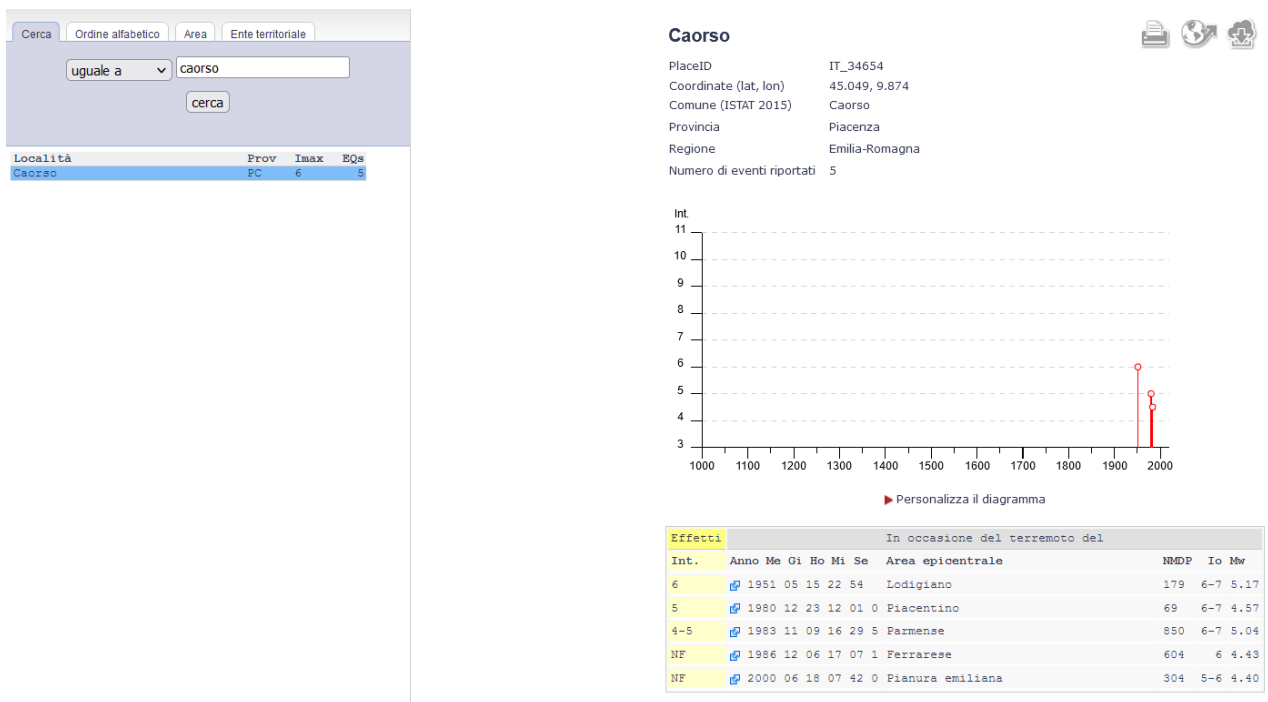 Cerca Ordine alfabetico Area Ente territoriale
uguale a caorso
cerca
Località Prov Imax EQs
Caorso PC 6 5
Caorso
PlaceID IT_34654
Coordinate (lat, lon) 45.049, 9.874
Comune (ISTAT 2015) Caorso
Provincia Piacenza
Regione Emilia-Romagna
Numero di eventi riportati 5
Int.
11
10
9
8
7
6
5
4
3
1000 1100 1200 1300 1400 1500 1600 1700 1800 1900 2000
Personalizza il diagramma
Effetti In occasione del terremoto del
Int. Anno Me Gi Ho Mi Se Area epicentrale NMDP Io Mw
6 1951 05 15 22 54 Lodigiano 179 6-7 5.17
5 1980 12 23 12 01 0 Piacentino 69 6-7 4.57
4-5 1983 11 09 16 29 5 Parmense 850 6-7 5.04
NF 1986 12 06 17 07 1 Ferrarese 604 6 4.43
NF 2000 06 18 07 42 0 Pianura emiliana 304 5-6 4.40